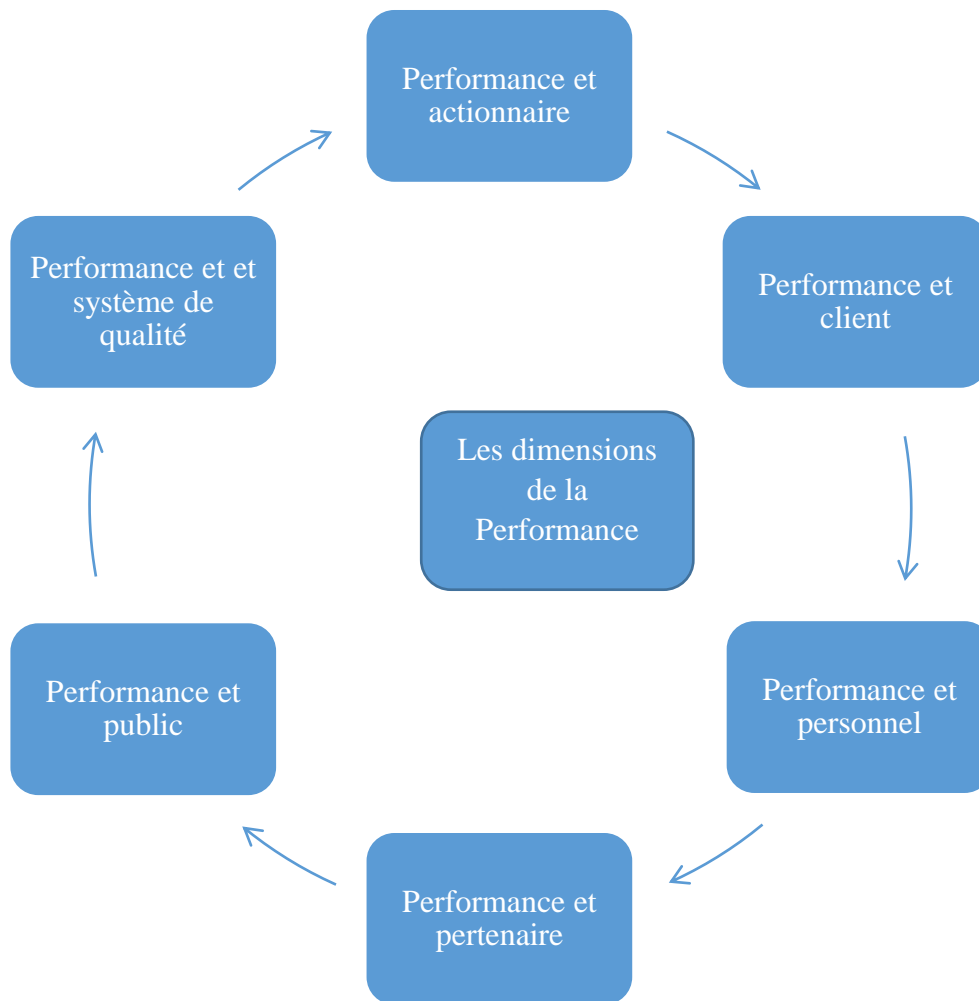 Performance et
actionnaire
Performance et
client
Performance et
personnel
Performance et
pertenaire
Performance et
public
Performance et et
système de
qualité
Les dimensions
de la
Performance